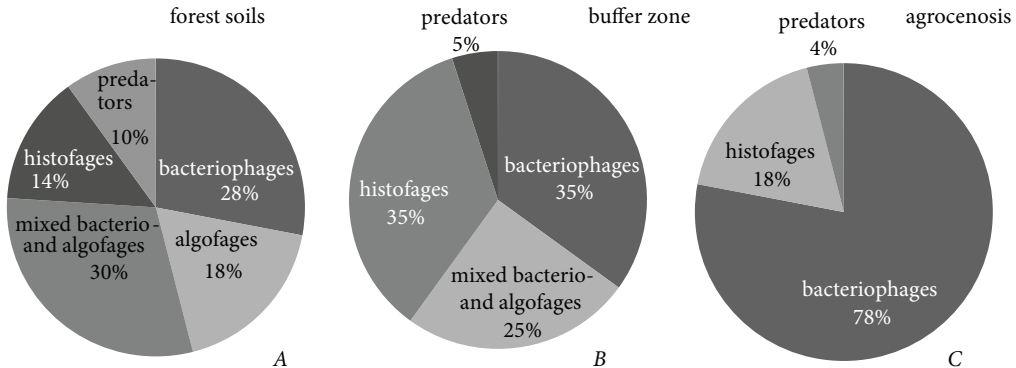 forest soils
preda-
tors
10%
histofages
14%
bacteriophages
28%
mixed bacterio-
and algofages
30%
algofages
18%
A
buffer zone
predators
5%
histofages
35%
bacteriophages
35%
mixed bacterio-
and algofages
25%
B
agrocenosis
predators
4%
histofages
18%
bacteriophages
78%
C